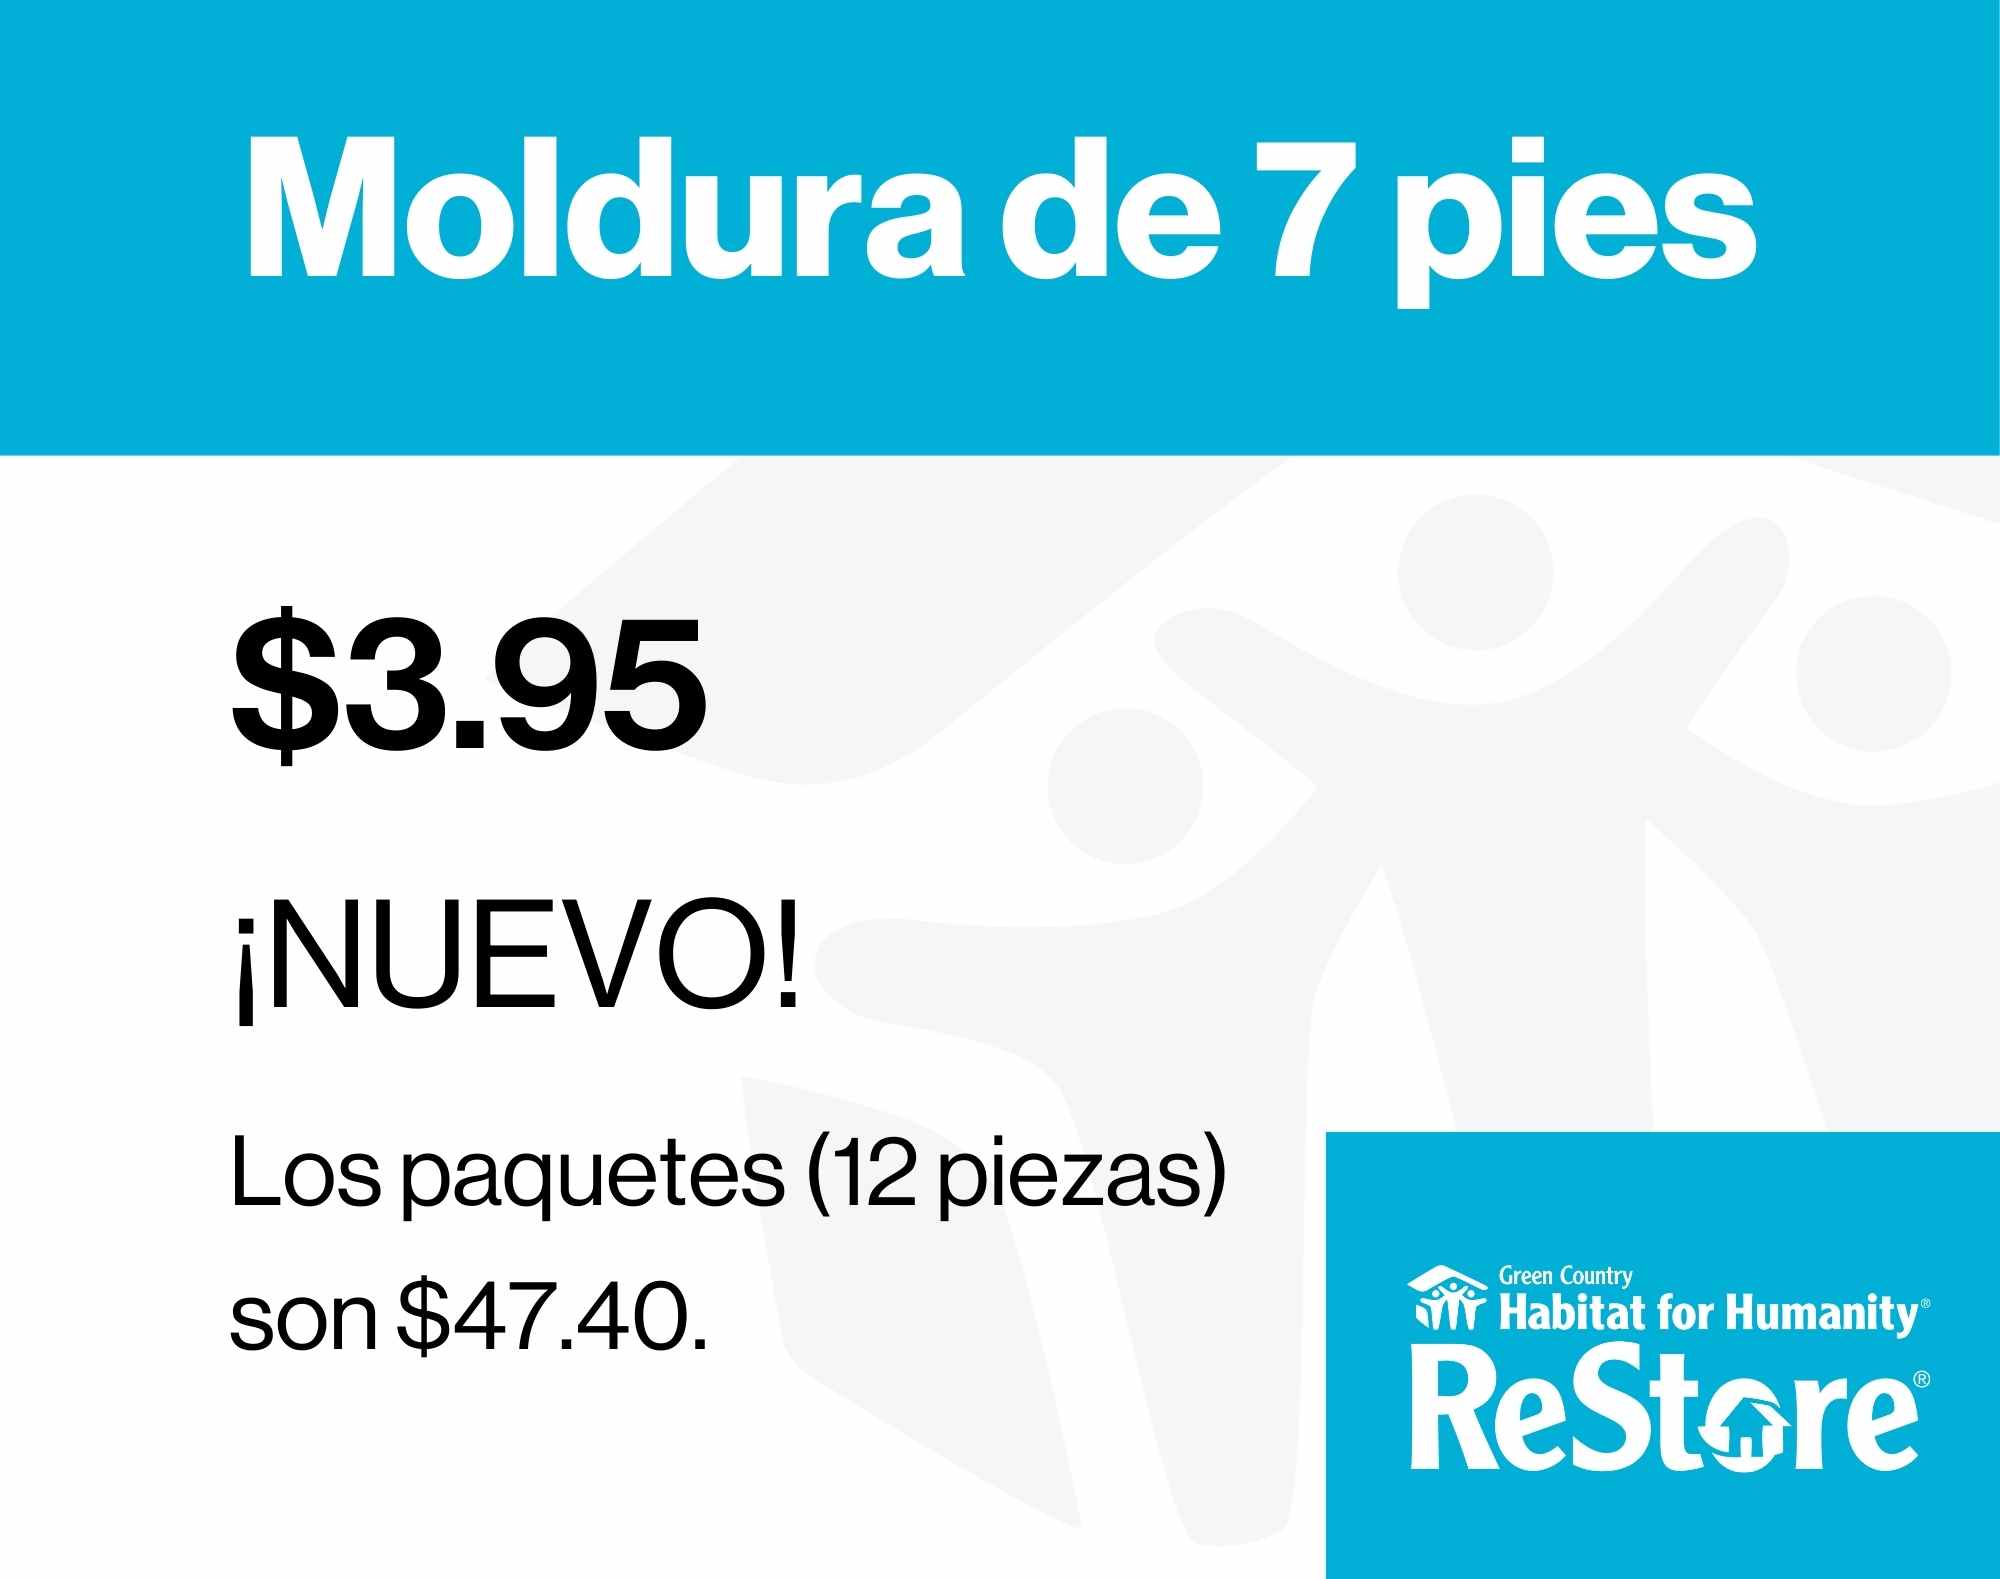 Moldura de 7 pies
$3.95
¡NUEVO!
Los paquetes (12 piezas)
son $47.40.
Green Country
Habitat for Humanity®
ReStore®